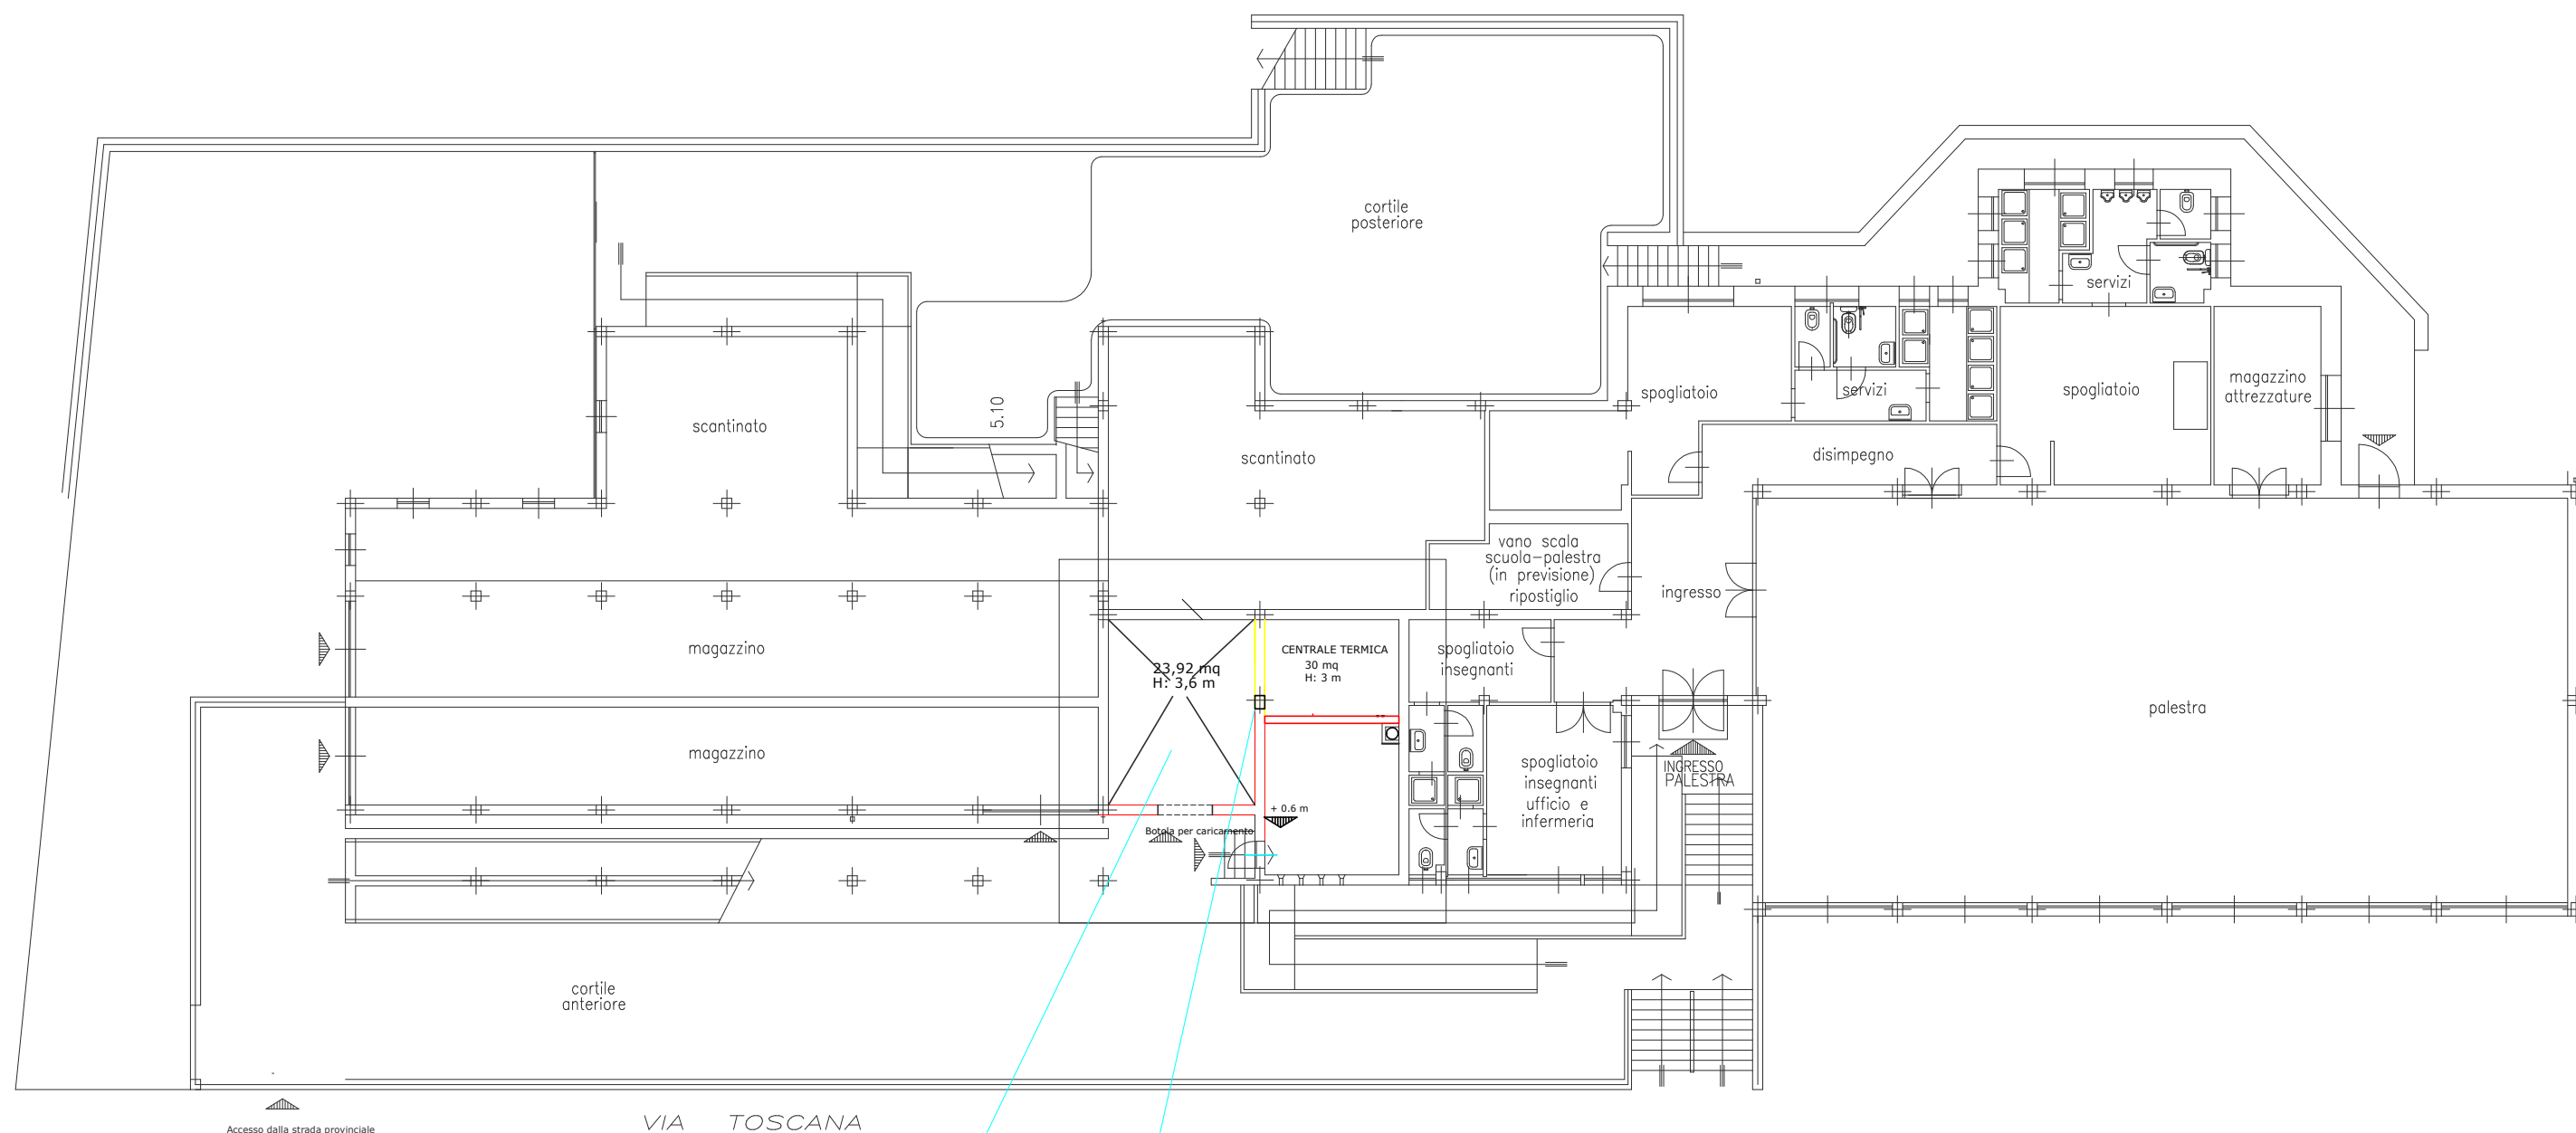 cortile
posteriore
servizi
spogliatoio
servizi
spogliatoio
magazzino
attrezzature
5.10
scantinato
scantinato
disimpegno
vano scala
scuola-palestra
(in previsione)
ripostiglio
ingresso
magazzino
23,92 mq
H: 3,6 m
CENTRALE TERMICA
30 mq
H: 3 m
spogliatoio
insegnanti
palestra
magazzino
spogliatoio
insegnanti
ufficio e
infermeria
INGRESSO
PALESTRA
+ 0.6 m
Botola per caricamento
cortile
anteriore
VIA TOSCANA
Accesso dalla strada provinciale